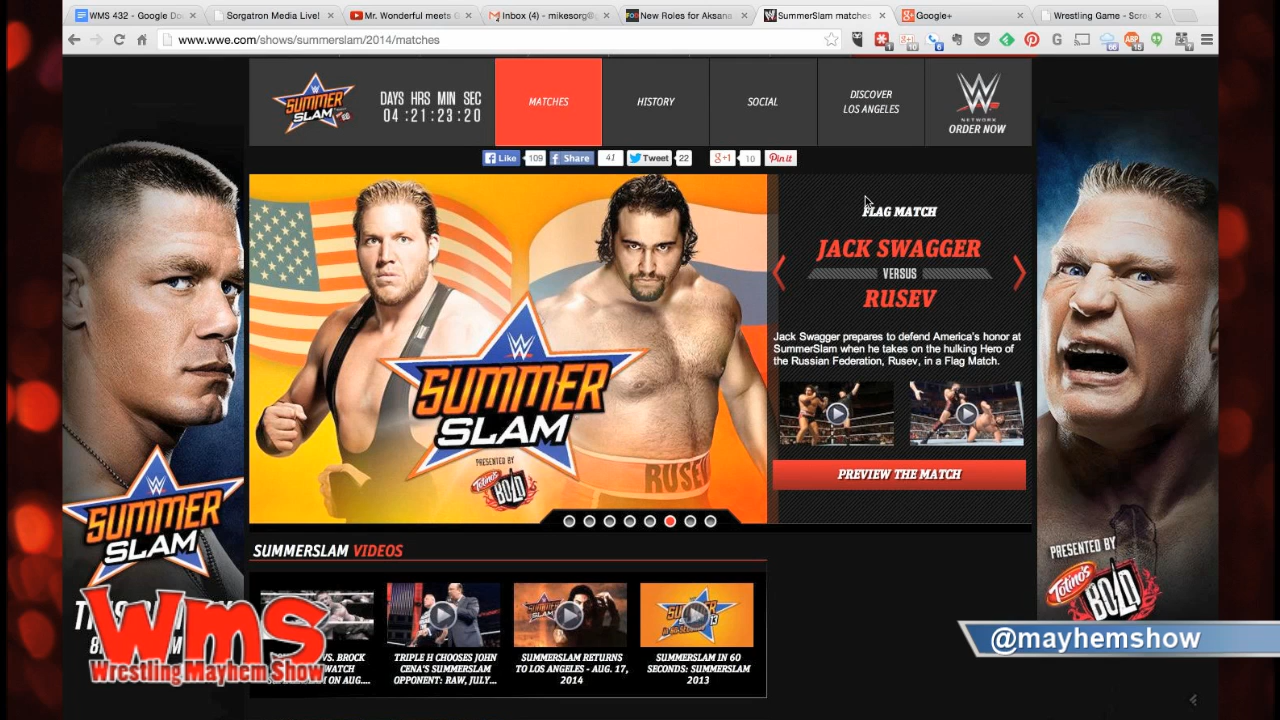 WMS 432 - Google Do
Sorgatron Media Live!
Mr. Wonderful meets G
Inbox (4) - mikesorg@
New Roles for Aksana
SummerSlam matches
Google+
Wrestling Game - Scre
www.wwe.com/shows/summerslam/2014/matches
SUMMER
SLAM
DAYS HRS MIN SEC
04 : 21 : 23 : 20
MATCHES
HISTORY
SOCIAL
DISCOVER
LOS ANGELES
NETWORK
ORDER NOW
Like 109 Share 41 Tweet 22 g+1 10 Pin it
FLAG MATCH
JACK SWAGGER
VERSUS
RUSEV
Jack Swagger prepares to defend America's honor at
SummerSlam when he takes on the hulking Hero of
the Russian Federation, Rusev, in a Flag Match.
PREVIEW THE MATCH
SUMMER
SLAM
PRESENTED BY
Totino's
BOLD
RUSEV
SUMMER
SLAM
PRESENTED BY
Totino's
BOLD
SUMMERSLAM VIDEOS
VS. BROCK
WATCH
ON AUG....
TRIPLE H CHOOSES JOHN
CENA'S SUMMERSLAM
OPPONENT: RAW, JULY...
SUMMERSLAM RETURNS
TO LOS ANGELES - AUG. 17,
2014
SUMMERSLAM IN 60
SECONDS: SUMMERSLAM
2013
wms
Wrestling Mayhem Show
@mayhemshow